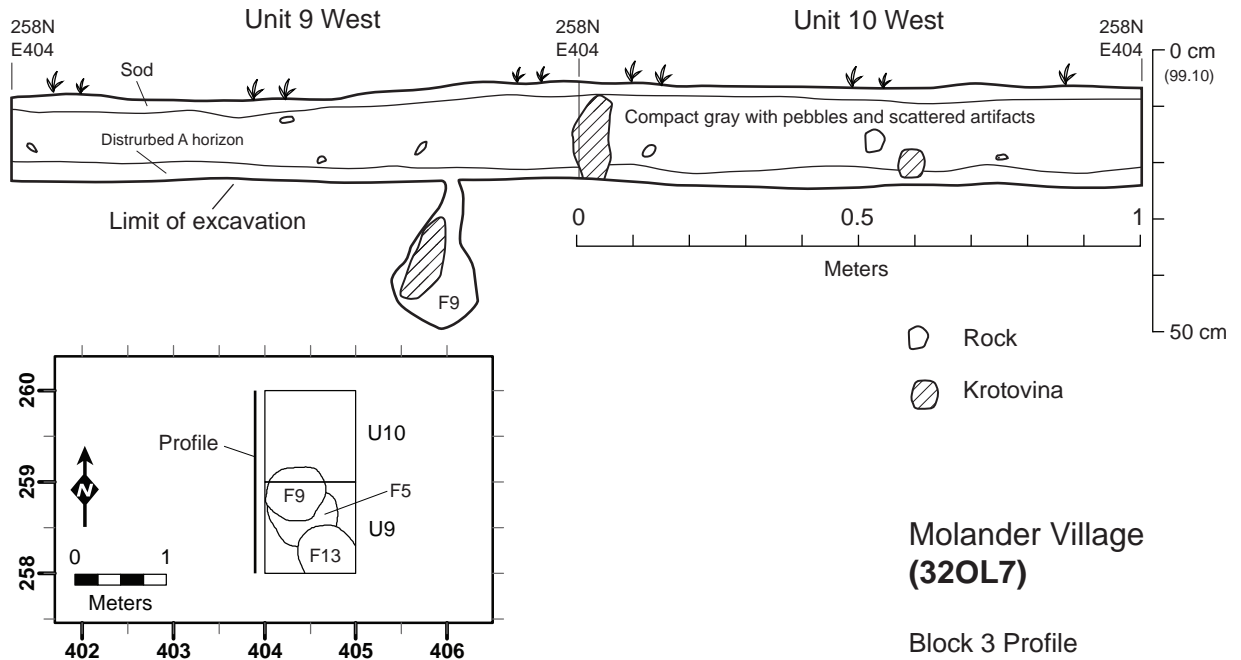 Unit 9 West
Unit 10 West
258N
E404
258N
E404
258N
E404
0 cm
(99.10)
Sod
Compact gray with pebbles and scattered artifacts
Distrurbed A horizon
Limit of excavation
0
0.5
1
Meters
F9
50 cm
Rock
Krotovina
260
259
258
Profile
U10
F9
F5
U9
F13
N
0
1
Meters
402
403
404
405
406
Molander Village
(32OL7)
Block 3 Profile